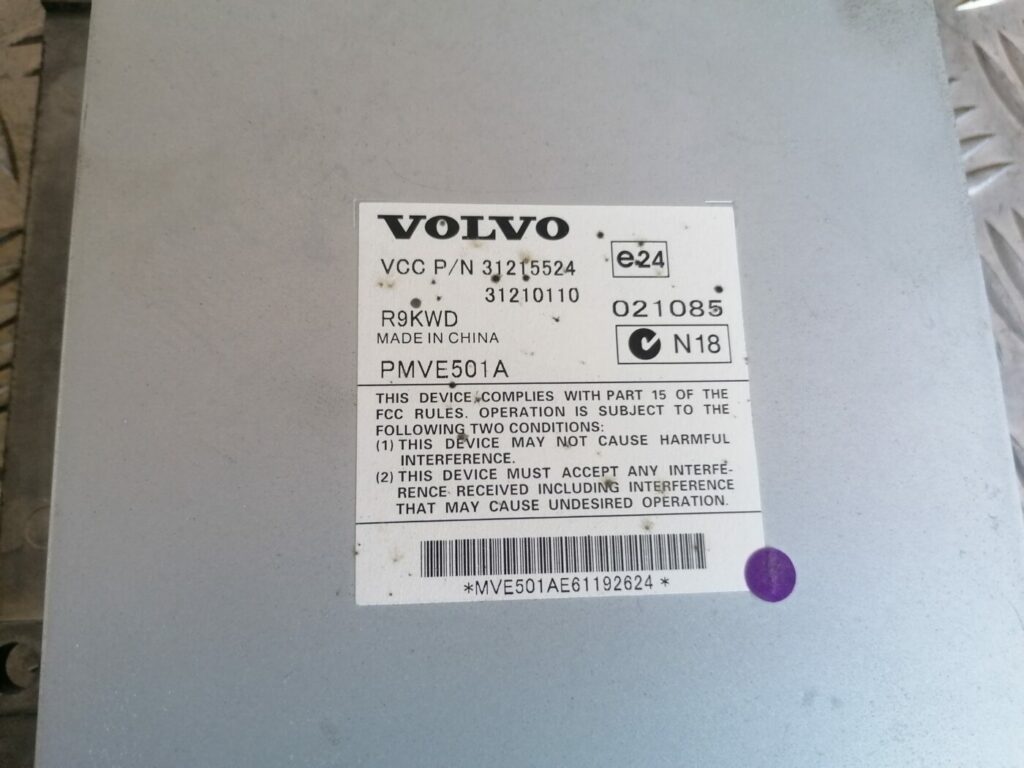 VOLVO
VCC P/N 31215524
31210110
e24
021085
R9KWD
MADE IN CHINA
N18
PMVE501A
THIS DEVICE COMPLIES WITH PART 15 OF THE
FCC RULES. OPERATION IS SUBJECT TO THE
FOLLOWING TWO CONDITIONS:
(1) THIS DEVICE MAY NOT CAUSE HARMFUL
INTERFERENCE.
(2) THIS DEVICE MUST ACCEPT ANY INTERFE-
RENCE RECEIVED INCLUDING INTERFERENCE
THAT MAY CAUSE UNDESIRED OPERATION.
*MVE501AE61192624*